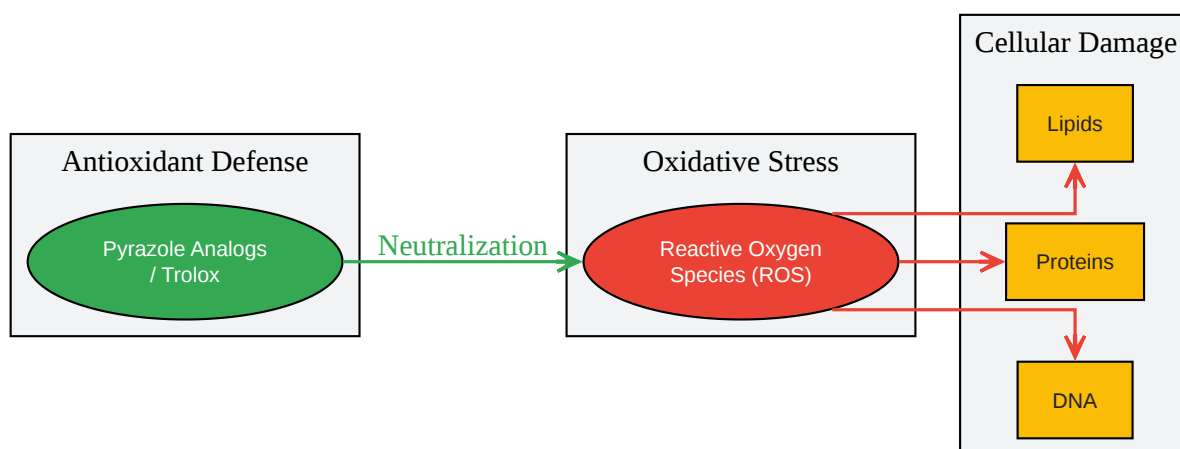 Antioxidant Defense
Pyrazole Analogs
/ Trolox
Neutralization
Oxidative Stress
Reactive Oxygen
Species (ROS)
Cellular Damage
Lipids
Proteins
DNA